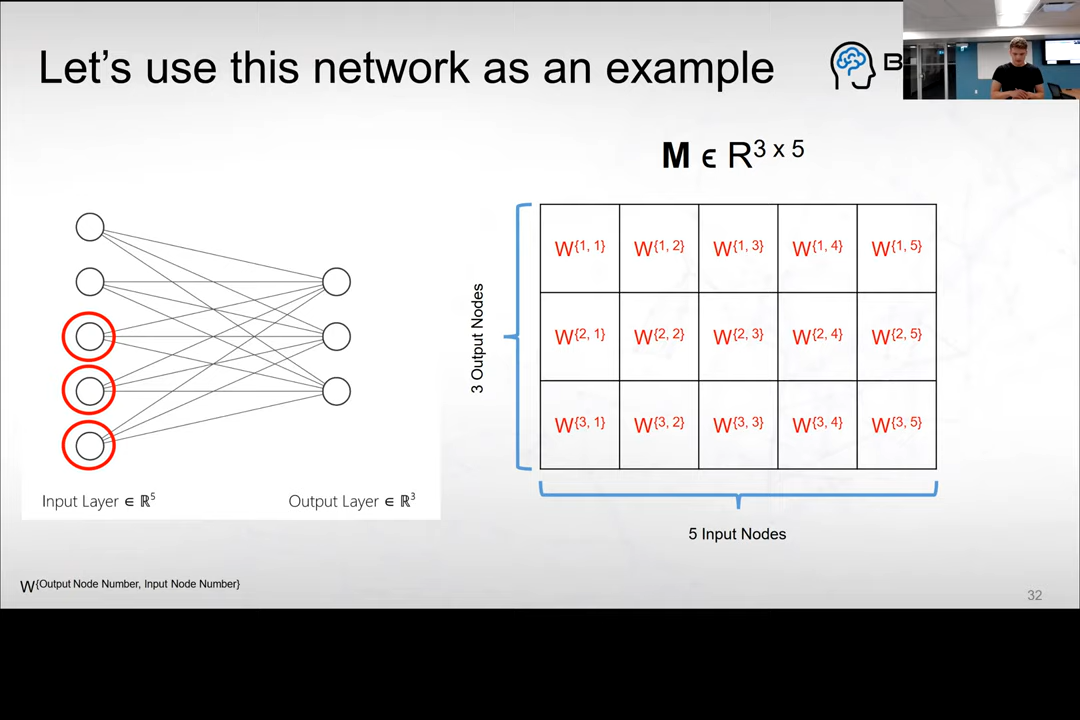 Let's use this network as an example
B
M ϵ R^{3 x 5}
W^{1, 1} W^{1, 2} W^{1, 3} W^{1, 4} W^{1, 5}
3 Output Nodes
W^{2, 1} W^{2, 2} W^{2, 3} W^{2, 4} W^{2, 5}
W^{3, 1} W^{3, 2} W^{3, 3} W^{3, 4} W^{3, 5}
Input Layer ∈ ℝ⁵
Output Layer ∈ ℝ³
5 Input Nodes
W^{Output Node Number, Input Node Number}
32